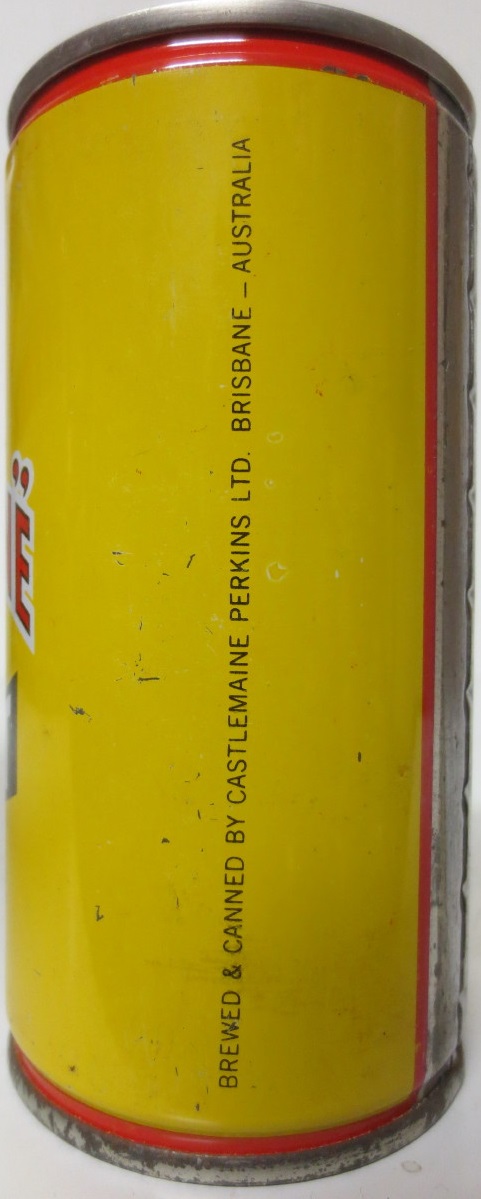 BREWED & CANNED BY CASTLEMAINE PERKINS LTD. BRISBANE – AUSTRALIA